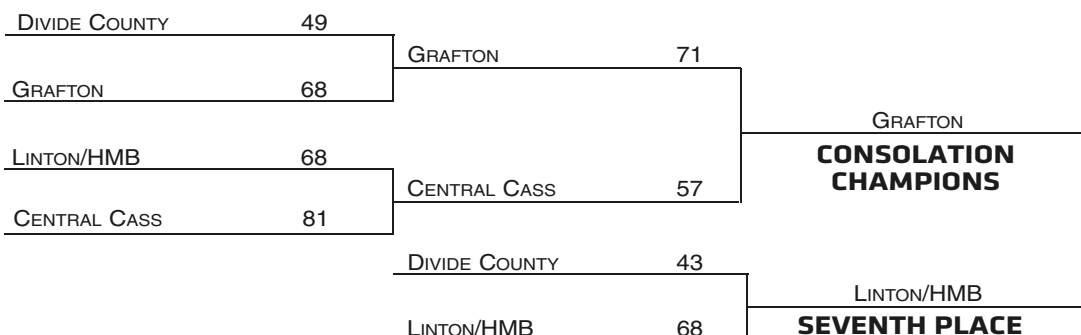 Divide County 49
Grafton 71
Grafton 68
Grafton
Linton/HMB 68
CONSOLATION
CHAMPIONS
Central Cass 57
Central Cass 81
Divide County 43
Linton/HMB
Linton/HMB 68
SEVENTH PLACE